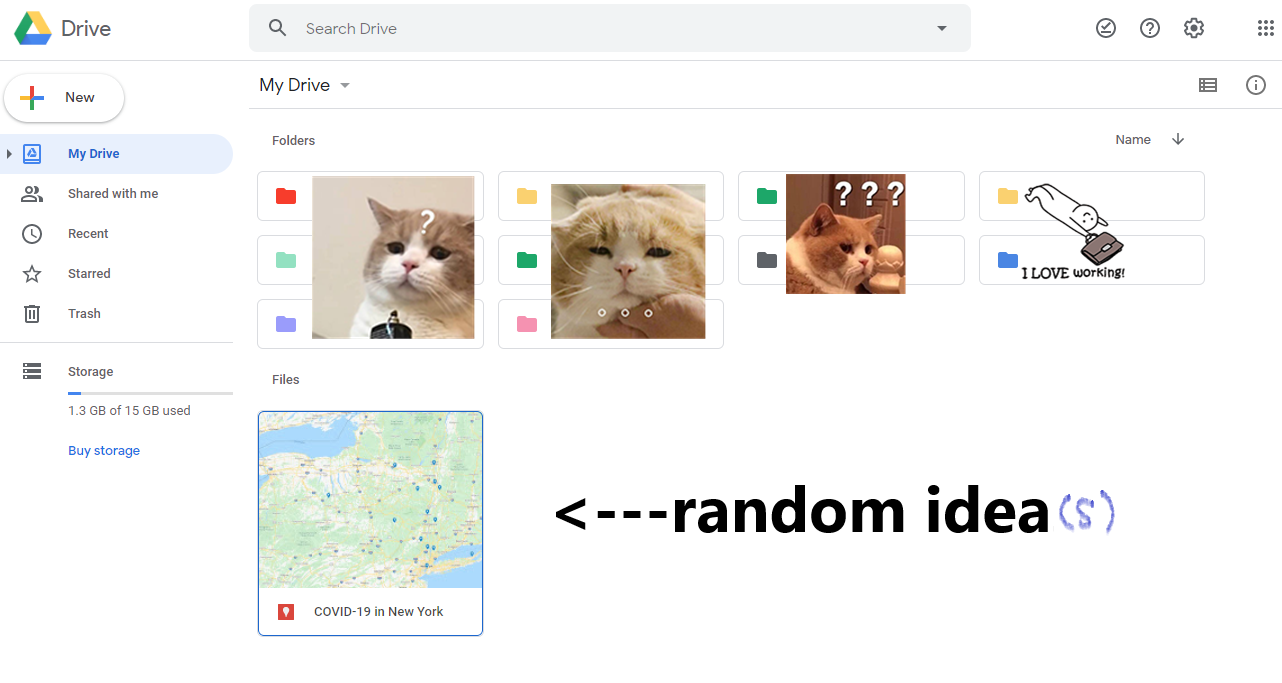 Drive
Search Drive
New
My Drive
My Drive
Shared with me
Recent
Starred
Trash
Storage
1.3 GB of 15 GB used
Buy storage
Folders
Name
?
? ? ?
I LOVE working!
Files
<---random idea(s)
COVID-19 in New York